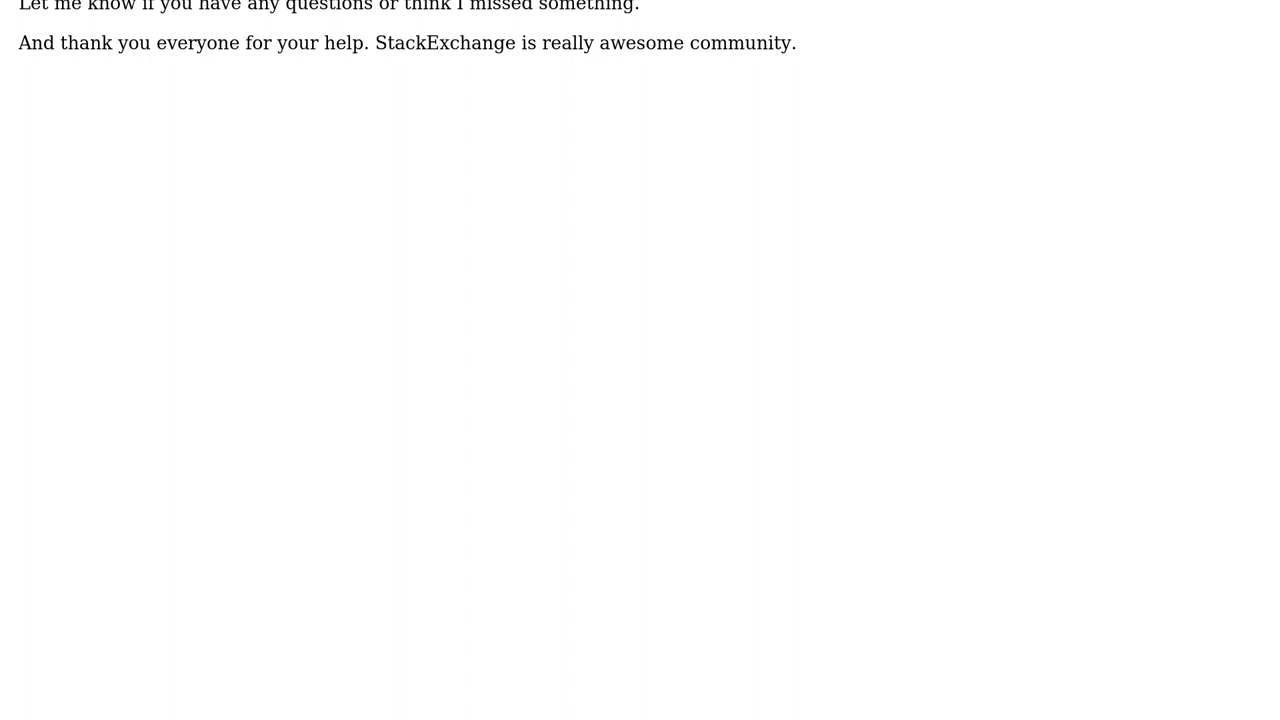 Let me know if you have any questions or think I missed something.
And thank you everyone for your help. StackExchange is really awesome community.